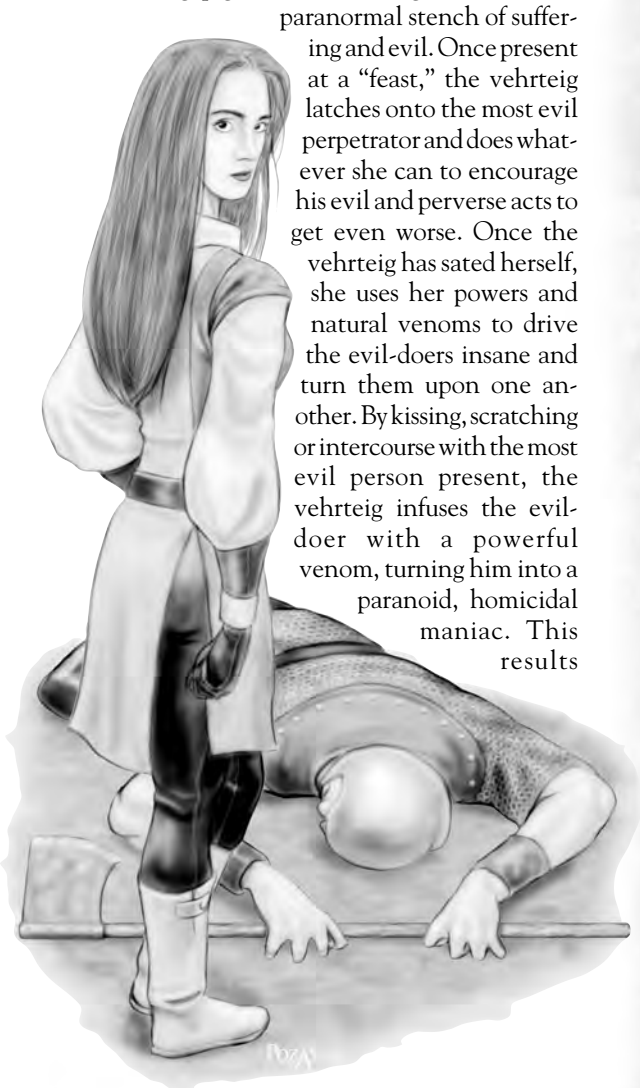 paranormal stench of suffer-
ing and evil. Once present
at a “feast,” the vehrteig
latches onto the most evil
perpetrator and does what-
ever she can to encourage
his evil and perverse acts to
get even worse. Once the
vehrteig has sated herself,
she uses her powers and
natural venoms to drive
the evil-doers insane and
turn them upon one an-
other. By kissing, scratching
or intercourse with the most
evil person present, the
vehrteig infuses the evil-
doer with a powerful
venom, turning him into a
paranoid, homicidal
maniac. This
results